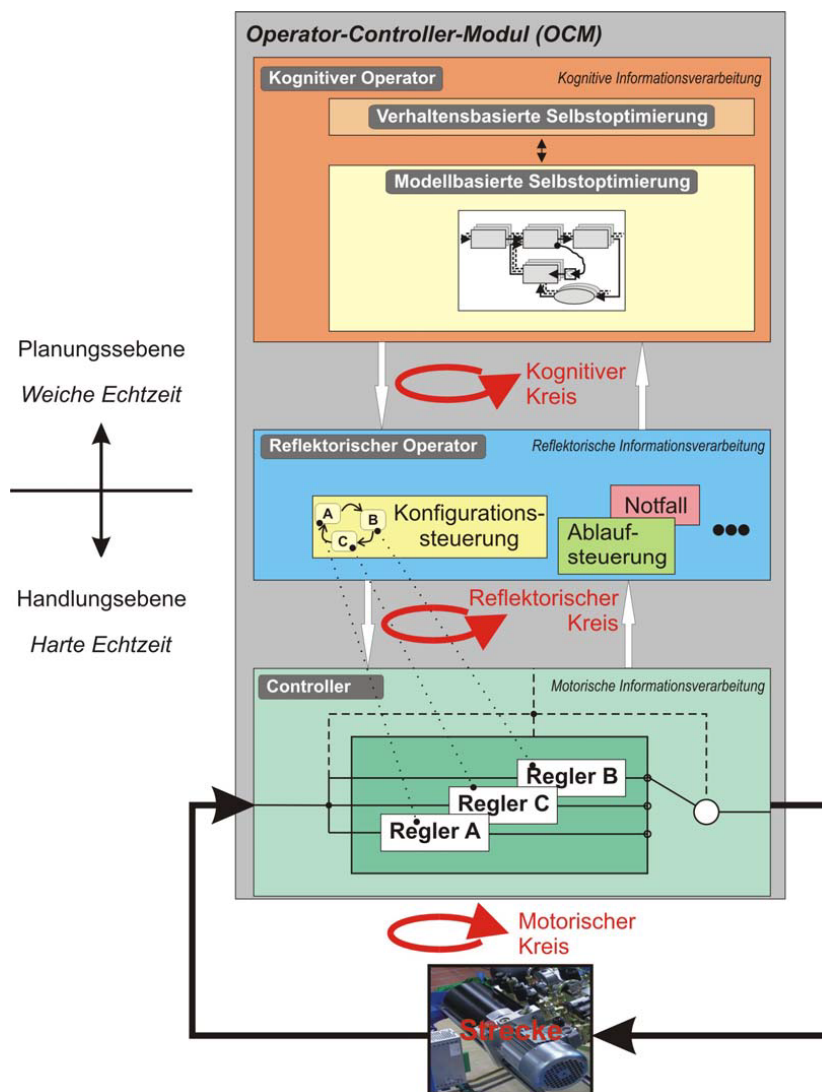 Operator-Controller-Modul (OCM)
Kognitiver Operator
Kognitive Informationsverarbeitung
Verhaltensbasierte Selbstoptimierung
Modellbasierte Selbstoptimierung
Planungssebene
Weiche Echtzeit
Kognitiver
Kreis
Reflektorischer Operator
Reflektorische Informationsverarbeitung
A
B
C
Konfigurations-
steuerung
Notfall
Ablauf-
steuerung
Handlungsebene
Harte Echtzeit
Reflektorischer
Kreis
Controller
Motorische Informationsverarbeitung
Regler B
Regler C
Regler A
Motorischer
Kreis
Strecke